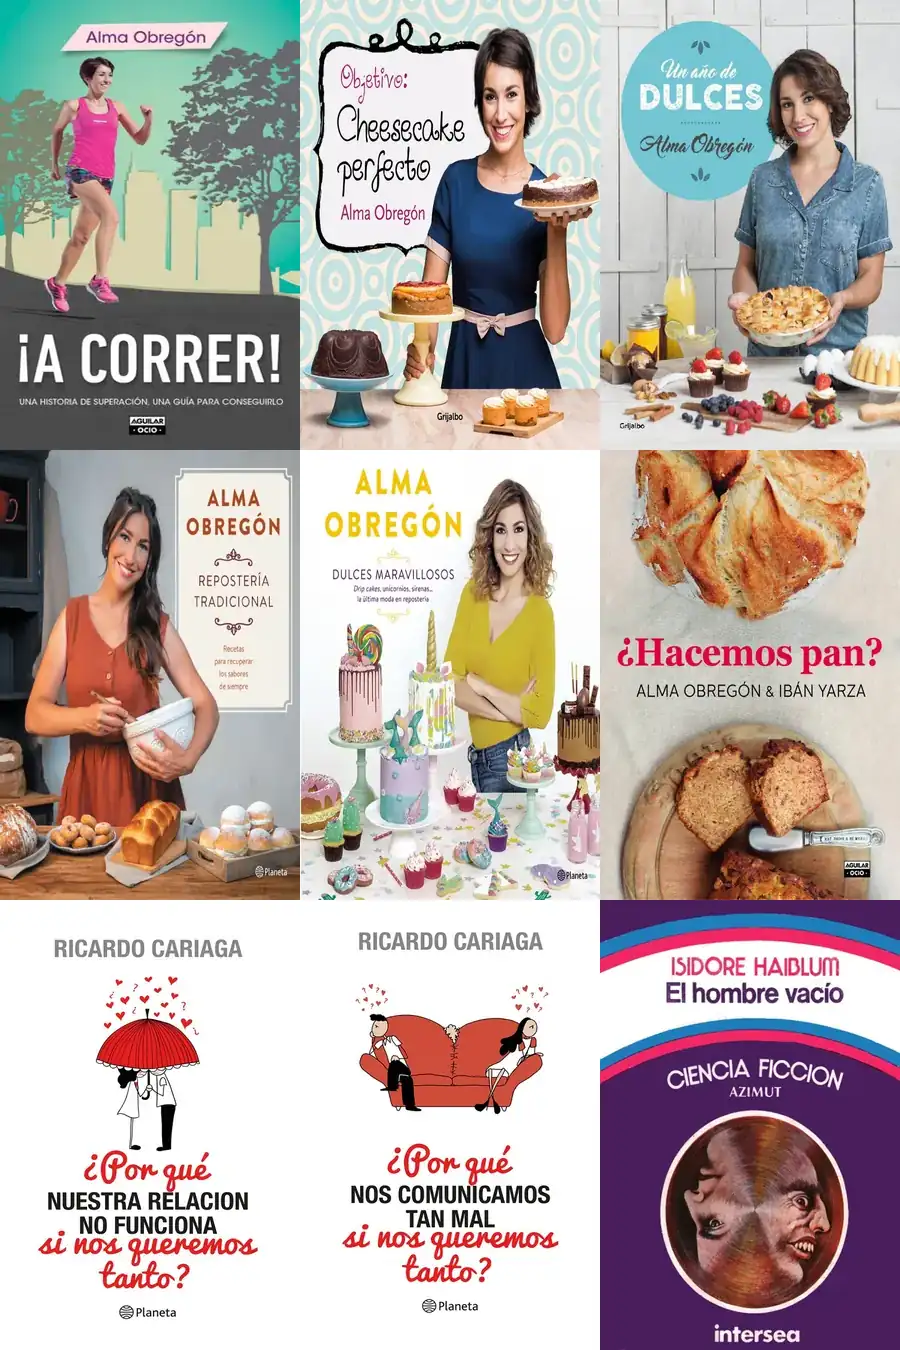 Alma Obregón
¡A CORRER!
UNA HISTORIA DE SUPERACIÓN, UNA GUÍA PARA CONSEGUIRLO
AGUILAR
OCIO
Objetivo:
Cheesecake
perfecto
Alma Obregón
Grijalbo
Un año de
DULCES
Alma Obregón
Grijalbo
ALMA
OBREGÓN
REPOSTERÍA
TRADICIONAL
Recetas
para recuperar
los sabores
de siempre
Planeta
ALMA
OBREGÓN
DULCES MARAVILLOSOS
Drip cakes, unicornios, sirenas...
la última moda en repostería
Planeta
¿Hacemos pan?
ALMA OBREGÓN & IBÁN YARZA
AGUILAR
OCIO
RICARDO CARIAGA
¿Por qué
NUESTRA RELACION
NO FUNCIONA
si nos queremos
tanto?
Planeta
RICARDO CARIAGA
¿Por qué
NOS COMUNICAMOS
TAN MAL
si nos queremos
tanto?
Planeta
ISIDORE HAIBLUM
El hombre vacío
CIENCIA FICCION
AZIMUT
intersea